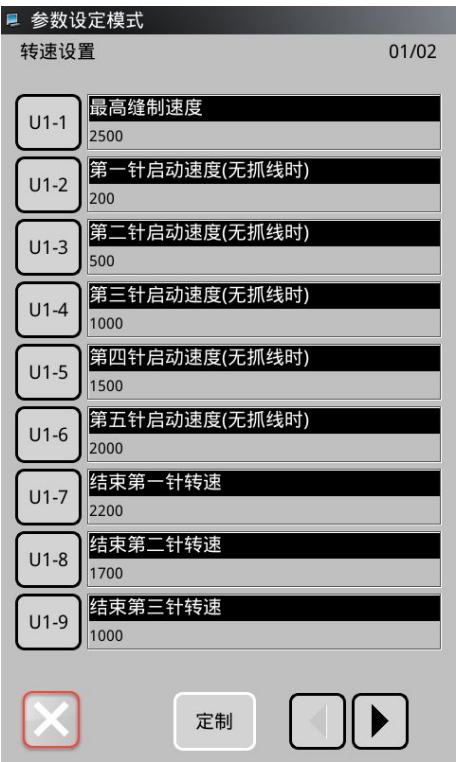 参数设定模式
转速设置 01/02
U1-1 最高缝制速度
2500
U1-2 第一针启动速度(无抓线时)
200
U1-3 第二针启动速度(无抓线时)
500
U1-4 第三针启动速度(无抓线时)
1000
U1-5 第四针启动速度(无抓线时)
1500
U1-6 第五针启动速度(无抓线时)
2000
U1-7 结束第一针转速
2200
U1-8 结束第二针转速
1700
U1-9 结束第三针转速
1000
定制